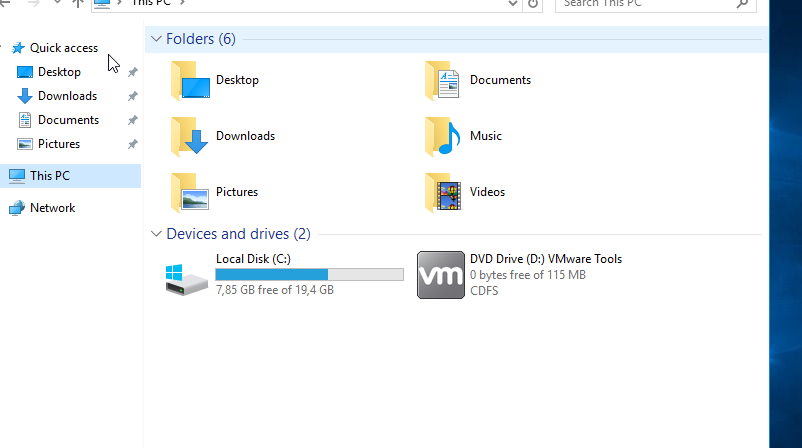 This PC
Search This PC
Quick access
Desktop
Downloads
Documents
Pictures
This PC
Network
Folders (6)
Desktop
Documents
Downloads
Music
Pictures
Videos
Devices and drives (2)
Local Disk (C:)
7,85 GB free of 19,4 GB
vm
DVD Drive (D:) VMware Tools
0 bytes free of 115 MB
CDFS